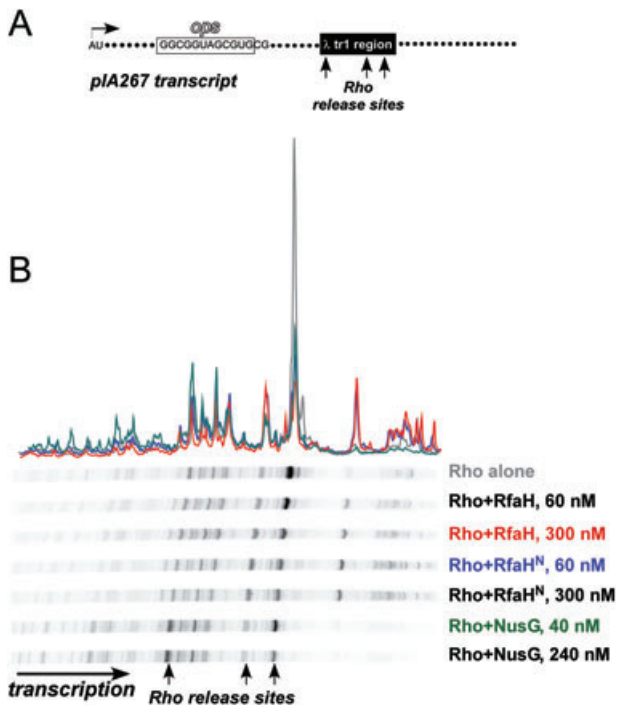 A
ops
AU
GGCGGUAGCGUGCG
λ tr1 region
pIA267 transcript
Rho
release sites
B
Rho alone
Rho+RfaH, 60 nM
Rho+RfaH, 300 nM
Rho+RfaHᴺ, 60 nM
Rho+RfaHᴺ, 300 nM
Rho+NusG, 40 nM
Rho+NusG, 240 nM
transcription
Rho release sites